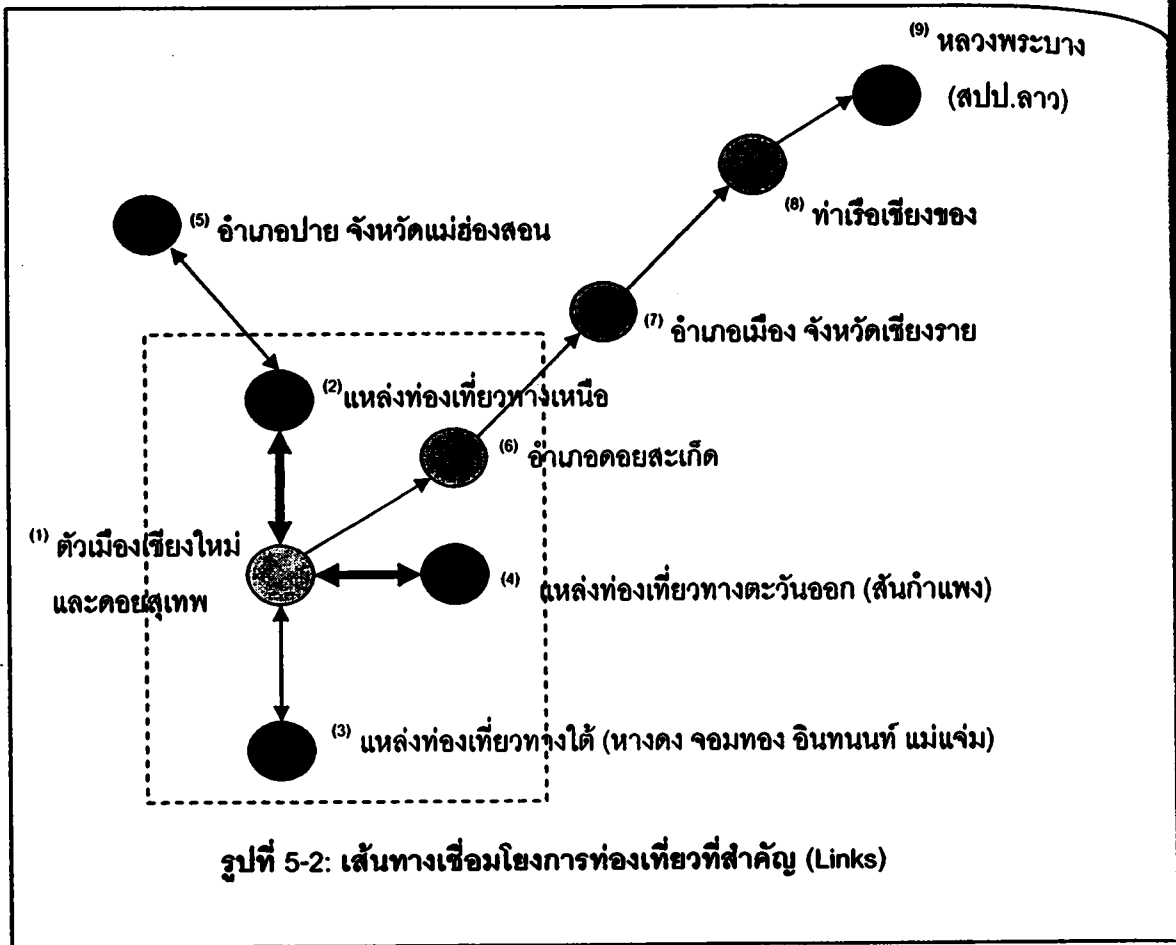 (9) หลวงพระบาง
(สปป.ลาว)
(8) ท่าเรือเชียงของ
(5) อำเภอปาย จังหวัดแม่ฮ่องสอน
(7) อำเภอเมือง จังหวัดเชียงราย
(2)แหล่งท่องเที่ยวทางเหนือ
(6) อำเภอดอยสะเก็ด
(1) ตัวเมืองเชียงใหม่
และดอยสุเทพ
(4) แหล่งท่องเที่ยวทางตะวันออก (สันกำแพง)
(3) แหล่งท่องเที่ยวทางใต้ (หางดง จอมทอง อินทนนท์ แม่แจ่ม)
รูปที่ 5-2: เส้นทางเชื่อมโยงการท่องเที่ยวที่สำคัญ (Links)